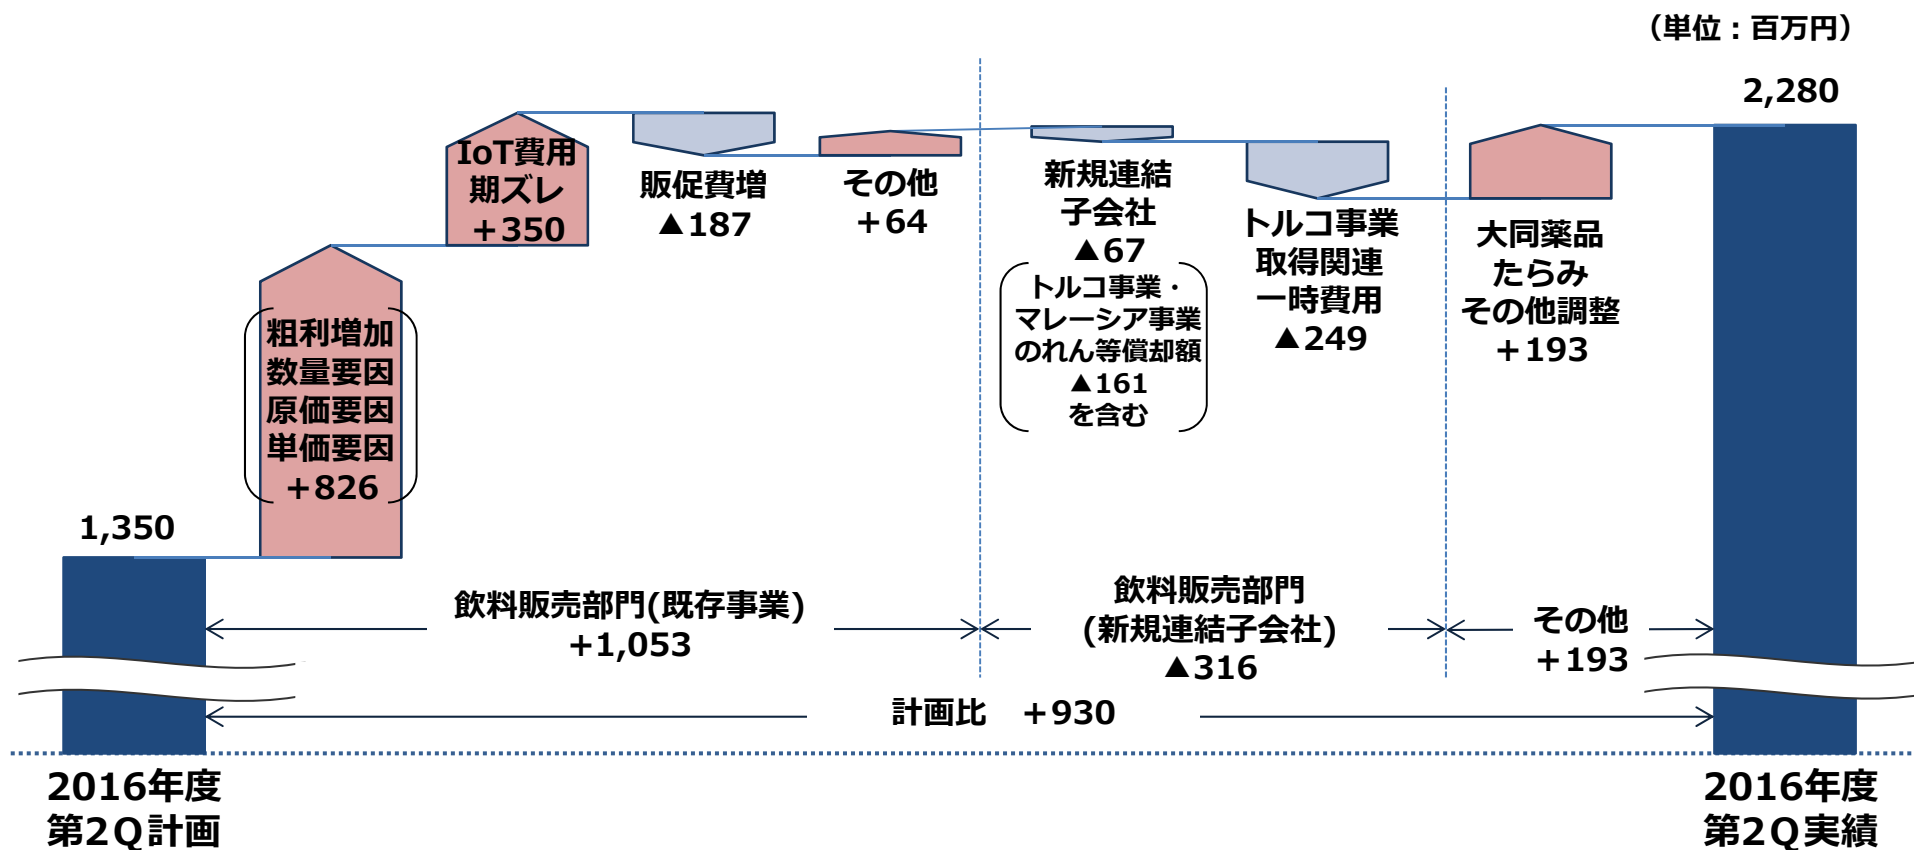 （単位：百万円）
2,280
IoT費用
期ズレ
＋350
販促費増
▲187
その他
＋64
新規連結
子会社
▲67
トルコ事業・
マレーシア事業
のれん等償却額
▲161
を含む
トルコ事業
取得関連
一時費用
▲249
大同薬品
たらみ
その他調整
＋193
粗利増加
数量要因
原価要因
単価要因
＋826
1,350
飲料販売部門(既存事業)
＋1,053
飲料販売部門
(新規連結子会社)
▲316
その他
＋193
計画比　＋930
2016年度
第2Ｑ計画
2016年度
第2Ｑ実績